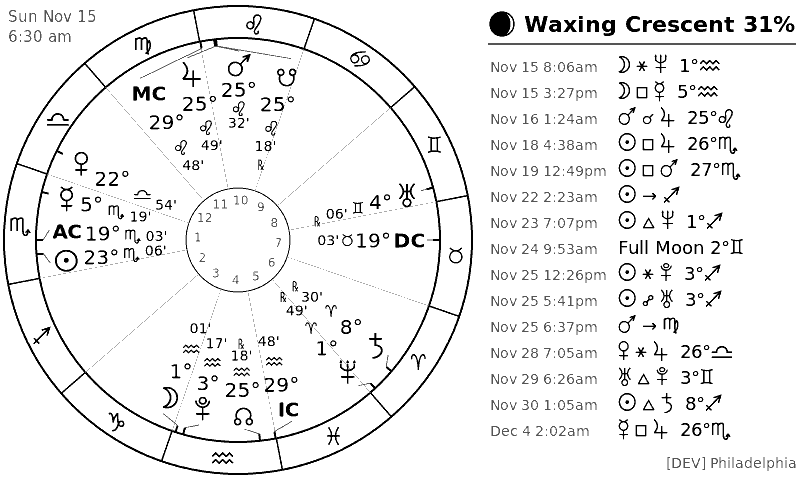 Sun Nov 15
6:30 am
Waxing Crescent 31%
Nov 15 8:06am ☽ ⚹ ♆ 1°♒
Nov 15 3:27pm ☽ □ ☿ 5°♒
Nov 16 1:24am ♂ ☌ ♃ 25°♌
Nov 18 4:38am ☉ □ ♃ 26°♏
Nov 19 12:49pm ☉ □ ♂ 27°♏
Nov 22 2:23am ☉ → ♐
Nov 23 7:07pm ☉ △ ♆ 1°♐
Nov 24 9:53am Full Moon 2°♊
Nov 25 12:26pm ☉ ⚹ ⯓ 3°♐
Nov 25 5:41pm ☉ ☍ ♅ 3°♐
Nov 25 6:37pm ♂ → ♍
Nov 28 7:05am ♀ ⚹ ♃ 26°♎
Nov 29 6:26am ♅ △ ⯓ 3°♊
Nov 30 1:05am ☉ △ ♄ 8°♐
Dec 4 2:02am ☿ □ ♃ 26°♏
[DEV] Philadelphia
♍ ♌ ♋
♎ ♊
♏ ♉
♐ ♈
♑ ♒ ♓
MC 29° ♌ 48'
♃ 25° ♌ 49'
♂ 25° ♌ 32'
☋ 25° ♌ 18' ℞
♀ 22° ♎ 54'
☿ 5° ♏ 19'
AC 19° ♏ 03'
☉ 23° ♏ 06'
♅ 4° ♊ 06' ℞
DC 19° ♉ 03'
☽ 1° ♒ 01'
⯓ 3° ♒ 17'
☊ 25° ♒ 18' ℞
IC 29° ♒ 48'
♆ 1° ♈ 49' ℞
♄ 8° ♈ 30' ℞
1 2 3 4 5 6 7 8 9 10 11 12